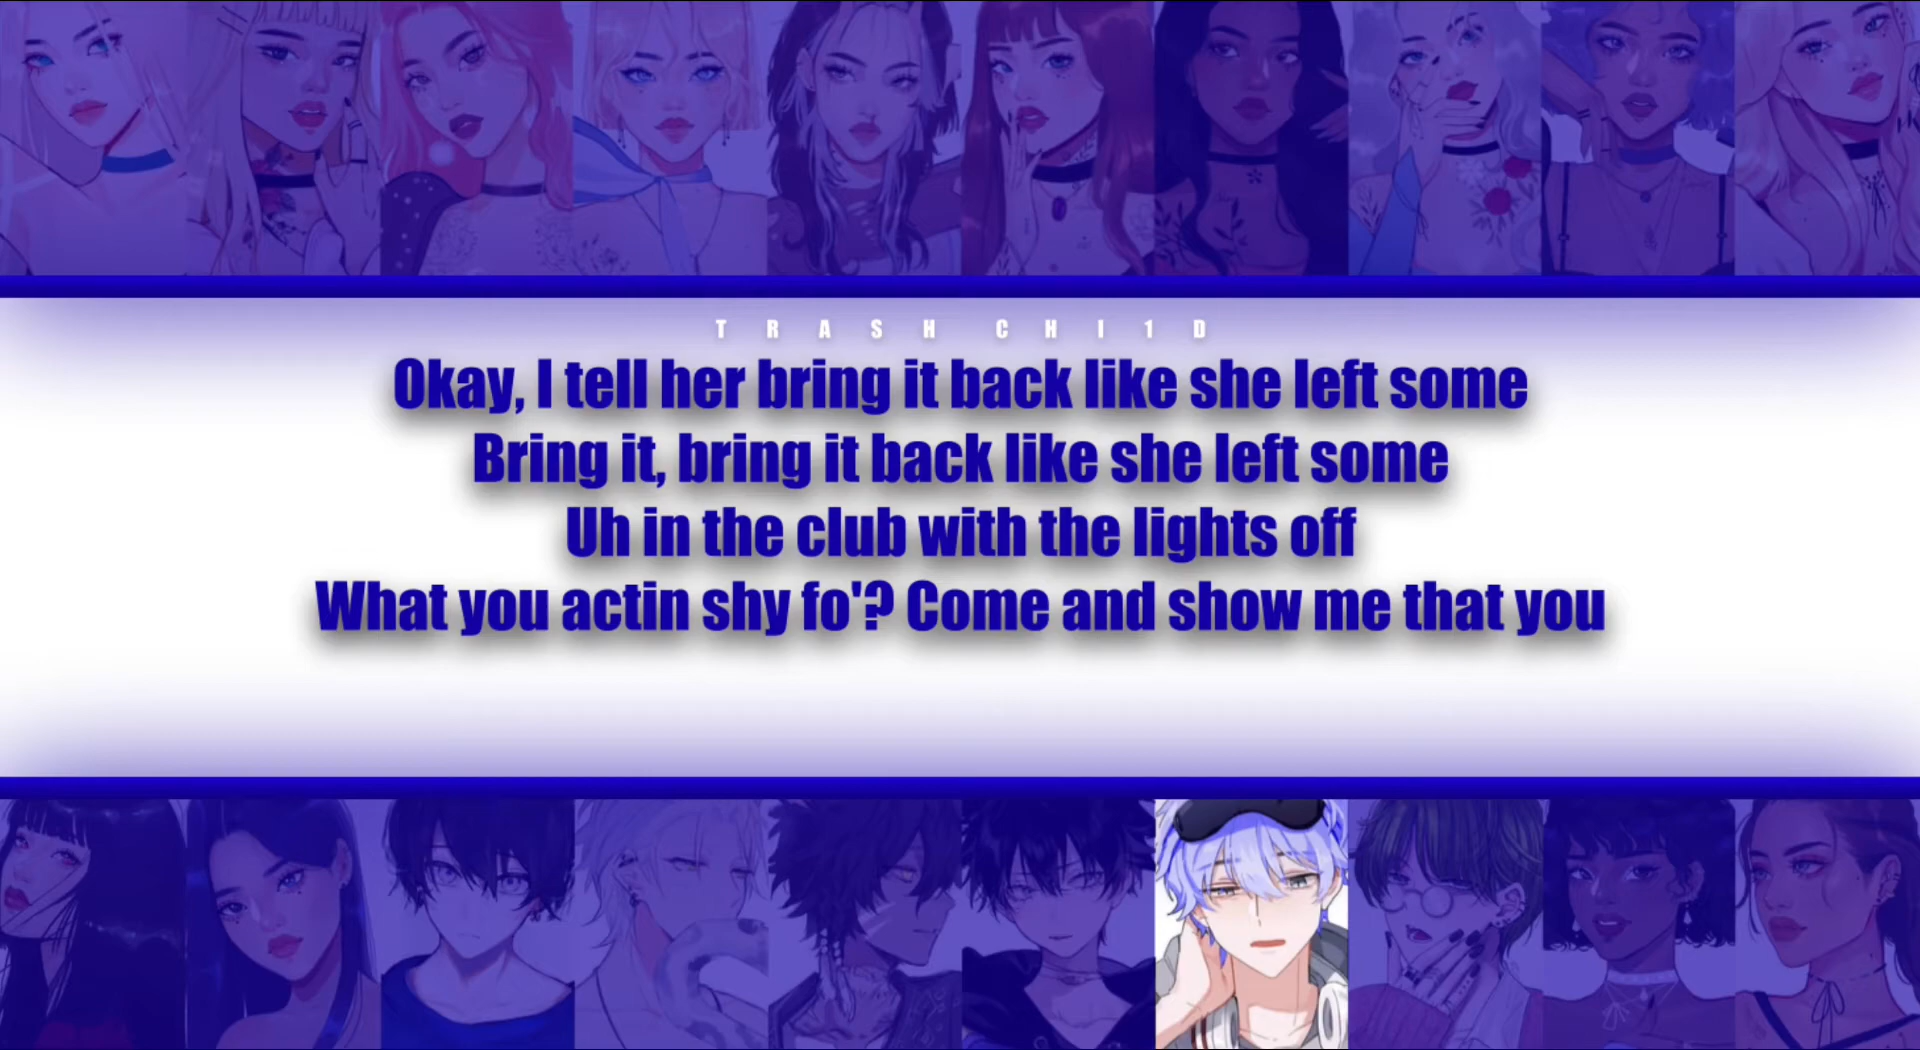 TRASH CHI1D
Okay, I tell her bring it back like she left some
Bring it, bring it back like she left some
Uh in the club with the lights off
What you actin shy fo'? Come and show me that you